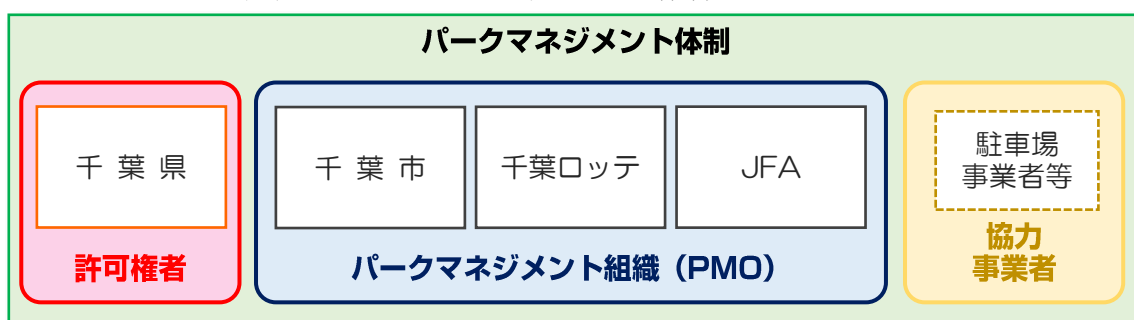 パークマネジメント体制
千葉県
千葉市
千葉ロッテ
JFA
駐車場
事業者等
許可権者
パークマネジメント組織（PMO）
協力
事業者